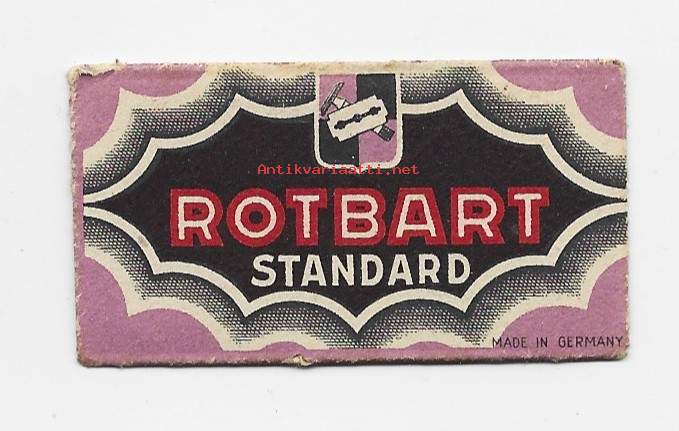 Antikvariaatti.net
ROTBART
STANDARD
MADE IN GERMANY